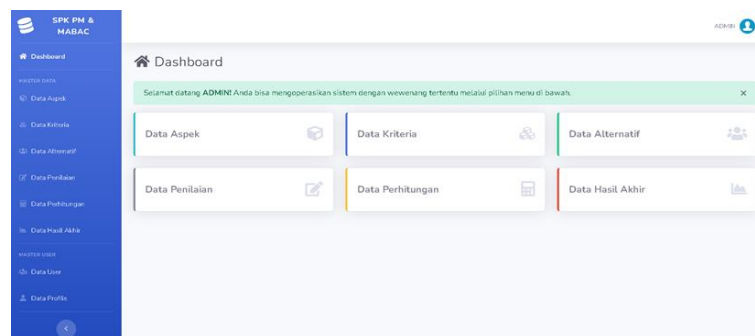 SPK PM &
MABAC
Dashboard
MASTER DATA
Data Aspek
Data Kriteria
Data Alternatif
Data Penilaian
Data Perhitungan
Data Hasil Akhir
MASTER USER
Data User
Data Profile
ADMIN
Dashboard
Selamat datang ADMIN! Anda bisa mengoperasikan sistem dengan wewenang tertentu melalui pilihan menu di bawah.
Data Aspek
Data Kriteria
Data Alternatif
Data Penilaian
Data Perhitungan
Data Hasil Akhir